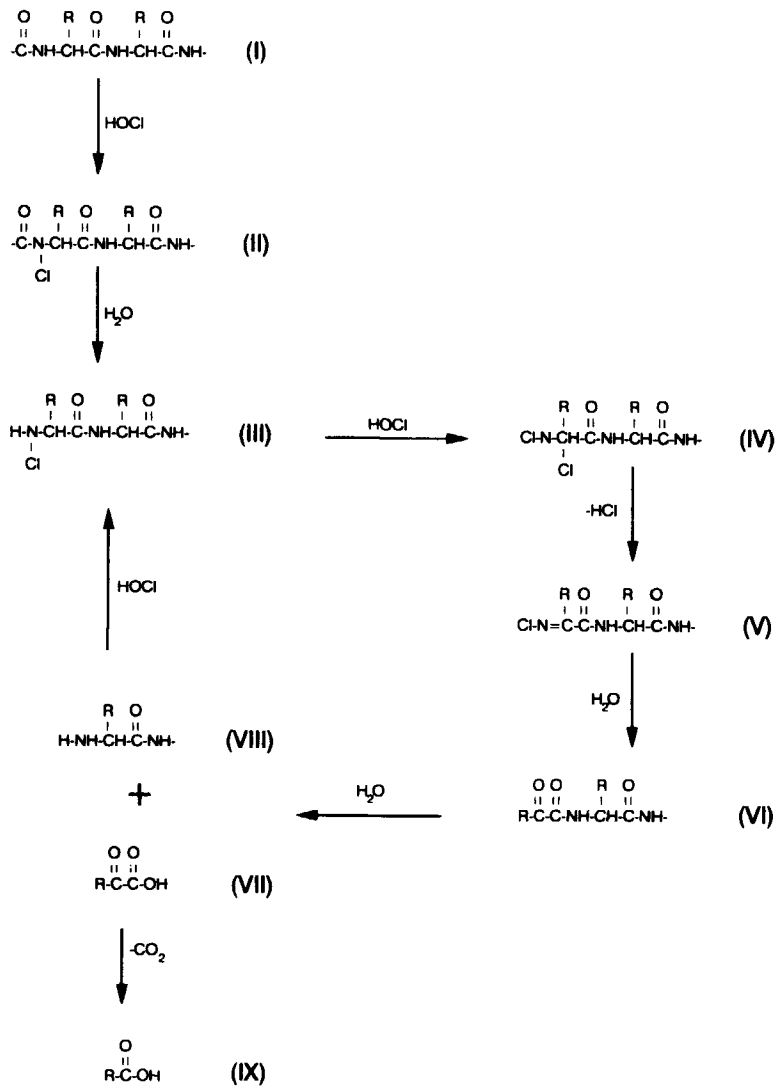 O R O R O
-C-NH-CH-C-NH-CH-C-NH- (I)
HOCl
O R O R O
-C-N-CH-C-NH-CH-C-NH- (II)
Cl
H2O
R O R O
H-N-CH-C-NH-CH-C-NH- (III)
Cl
HOCl
R O R O
Cl-N-CH-C-NH-CH-C-NH- (IV)
Cl
-HCl
R O R O
Cl-N=C-C-NH-CH-C-NH- (V)
H2O
O O R O
R-C-C-NH-CH-C-NH- (VI)
H2O
HOCl
R O
H-NH-CH-C-NH- (VIII)
+
O O
R-C-C-OH (VII)
-CO2
O
R-C-OH (IX)